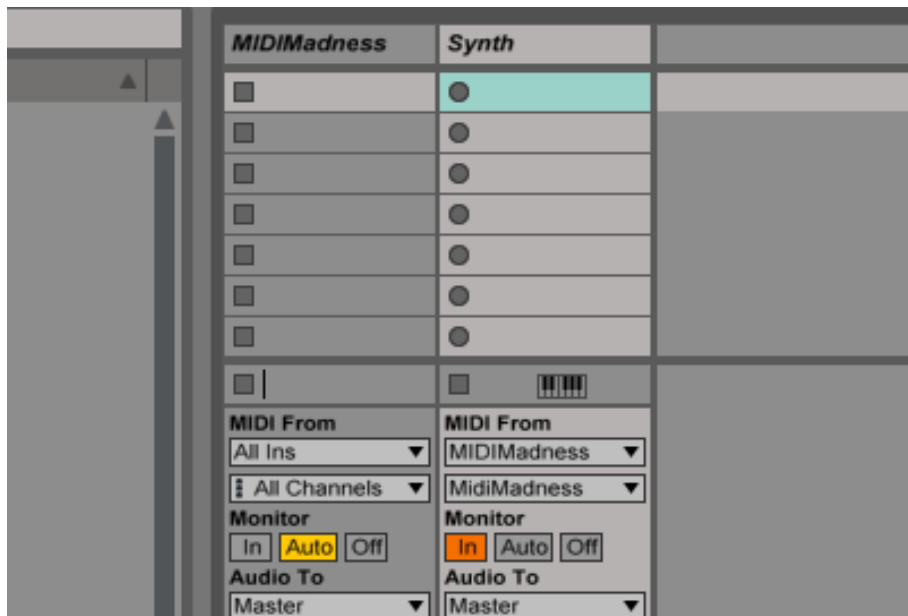 MIDIMadness Synth
MIDI From MIDI From
All Ins MIDIMadness
All Channels MidiMadness
Monitor Monitor
In Auto Off In Auto Off
Audio To Audio To
Master Master